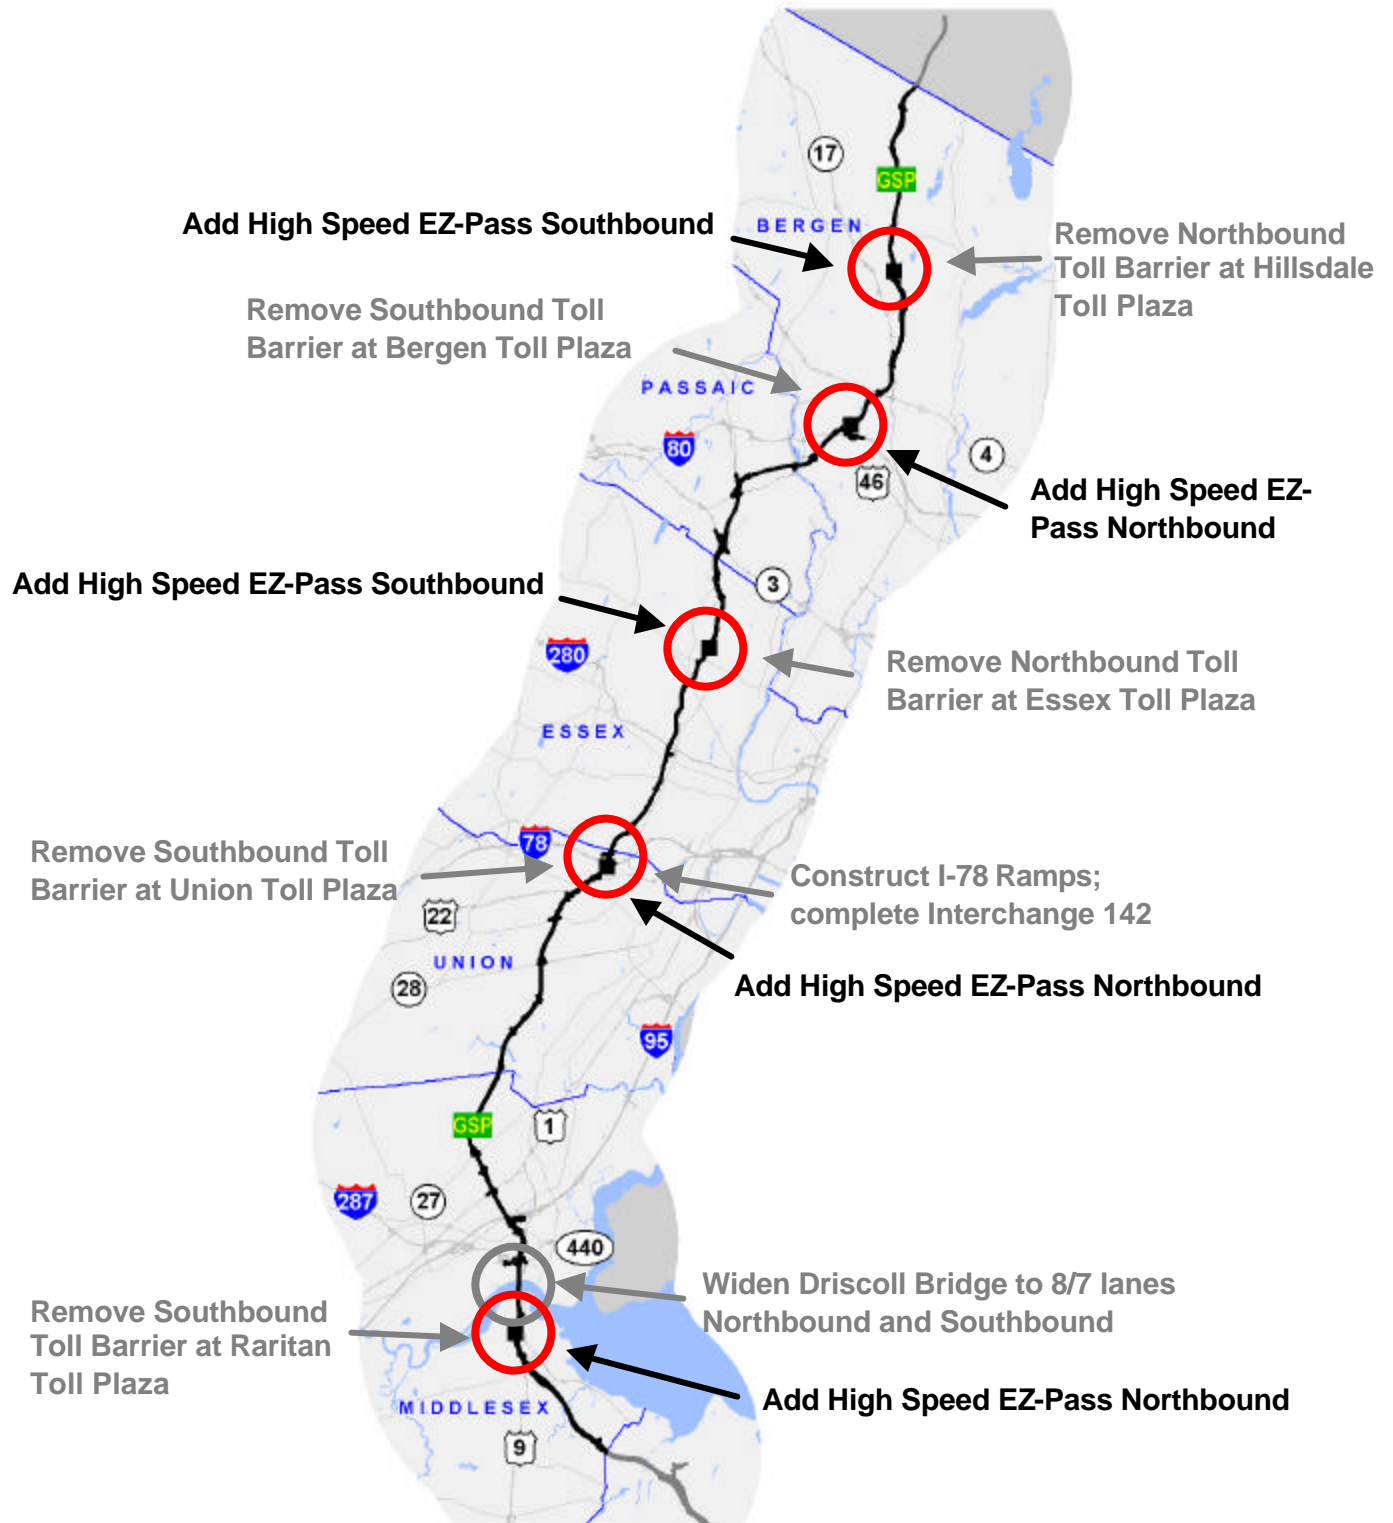 17
GSP
Add High Speed EZ-Pass Southbound
BERGEN
Remove Northbound
Toll Barrier at Hillsdale
Toll Plaza
Remove Southbound Toll
Barrier at Bergen Toll Plaza
PASSAIC
80
4
46
Add High Speed EZ-
Pass Northbound
Add High Speed EZ-Pass Southbound
3
280
Remove Northbound Toll
Barrier at Essex Toll Plaza
ESSEX
78
Remove Southbound Toll
Barrier at Union Toll Plaza
Construct I-78 Ramps;
complete Interchange 142
22
UNION
28
Add High Speed EZ-Pass Northbound
95
GSP
1
287
27
440
Widen Driscoll Bridge to 8/7 lanes
Northbound and Southbound
Remove Southbound
Toll Barrier at Raritan
Toll Plaza
MIDDLESEX
Add High Speed EZ-Pass Northbound
9